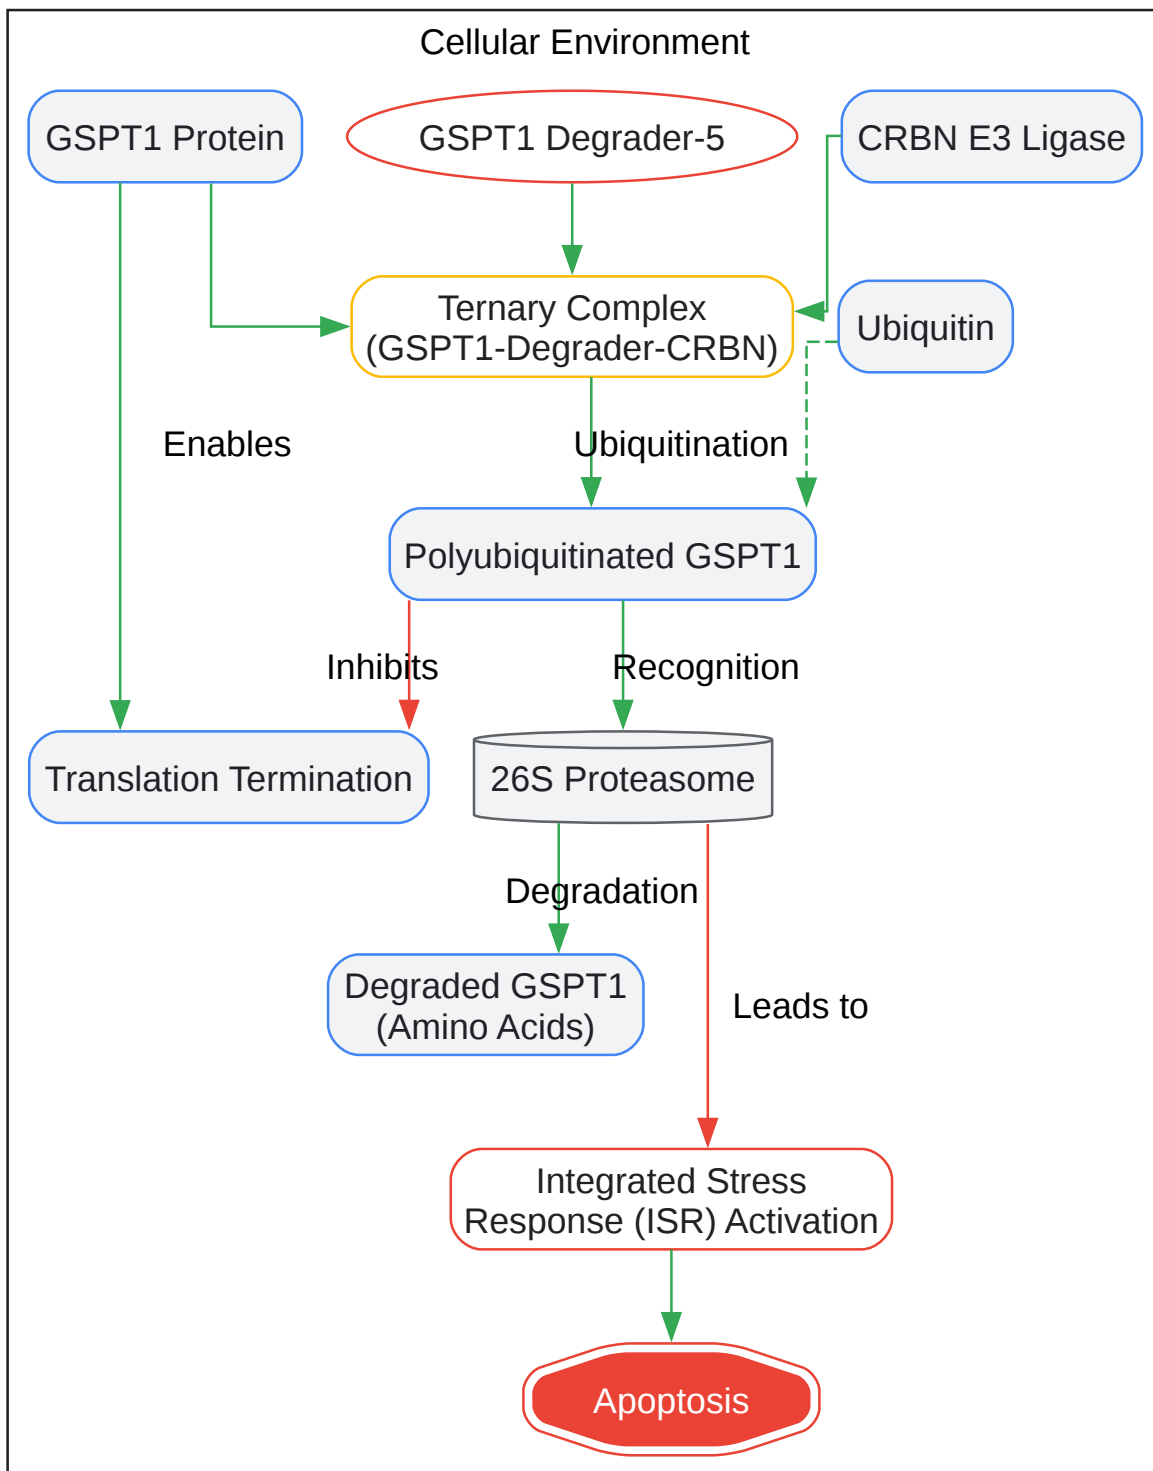 Cellular Environment
GSPT1 Protein
GSPT1 Degrader-5
CRBN E3 Ligase
Ternary Complex
(GSPT1-Degrader-CRBN)
Ubiquitin
Enables
Ubiquitination
Polyubiquitinated GSPT1
Inhibits
Recognition
Translation Termination
26S Proteasome
Degradation
Degraded GSPT1
(Amino Acids)
Leads to
Integrated Stress
Response (ISR) Activation
Apoptosis